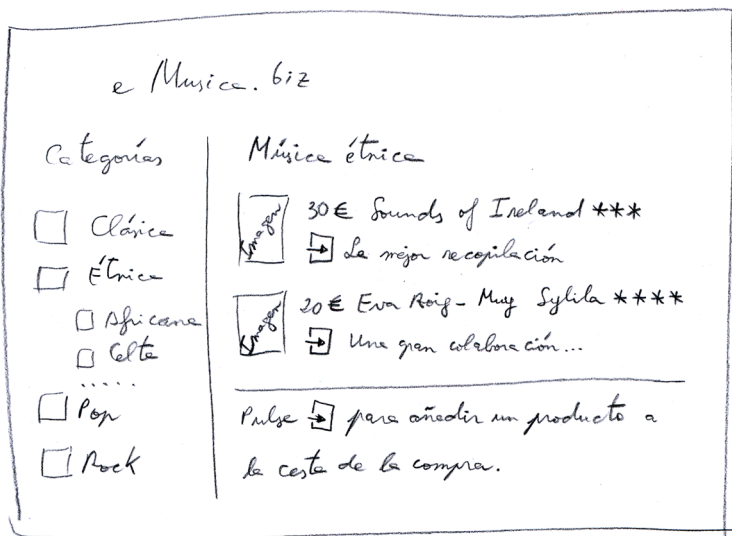 e Musica.biz
Categorías
Clásica
Étnica
Africana
Celta
.....
Pop
Rock
Música étnica
Imagen
30€ Sounds of Ireland ***
La mejor recopilación
Imagen
20€ Eva Roig - Muy Sylila ****
Una gran colaboración...
Pulse para añadir un producto a
la cesta de la compra.